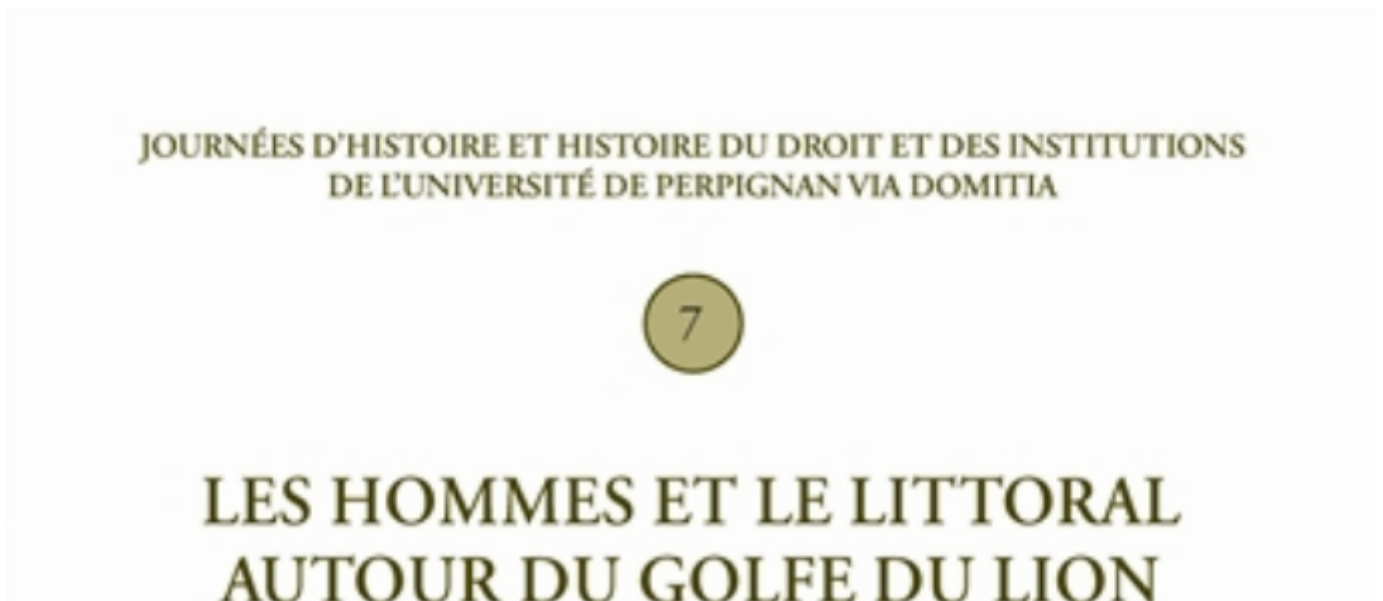 JOURNÉES D'HISTOIRE ET HISTOIRE DU DROIT ET DES INSTITUTIONS
DE L'UNIVERSITÉ DE PERPIGNAN VIA DOMITIA
7
LES HOMMES ET LE LITTORAL
AUTOUR DU GOLFE DU LION